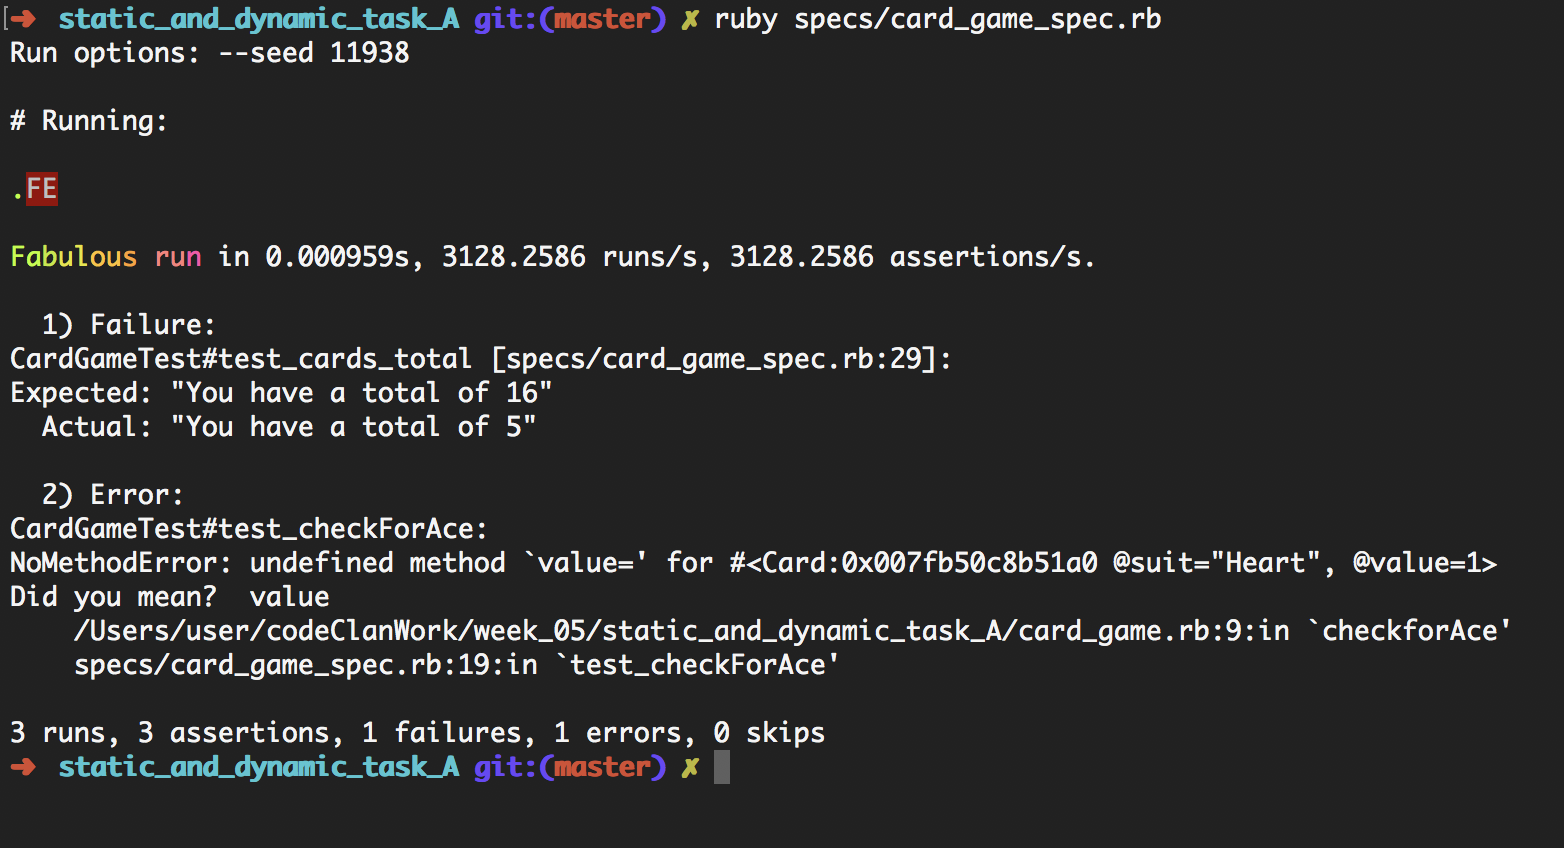 [➜ static_and_dynamic_task_A git:(master) ✗ ruby specs/card_game_spec.rb
Run options: --seed 11938
# Running:
.FE
Fabulous run in 0.000959s, 3128.2586 runs/s, 3128.2586 assertions/s.
1) Failure:
CardGameTest#test_cards_total [specs/card_game_spec.rb:29]:
Expected: "You have a total of 16"
Actual: "You have a total of 5"
2) Error:
CardGameTest#test_checkForAce:
NoMethodError: undefined method `value=' for #<Card:0x007fb50c8b51a0 @suit="Heart", @value=1>
Did you mean?  value
/Users/user/codeClanWork/week_05/static_and_dynamic_task_A/card_game.rb:9:in `checkforAce'
specs/card_game_spec.rb:19:in `test_checkForAce'
3 runs, 3 assertions, 1 failures, 1 errors, 0 skips
➜ static_and_dynamic_task_A git:(master) ✗